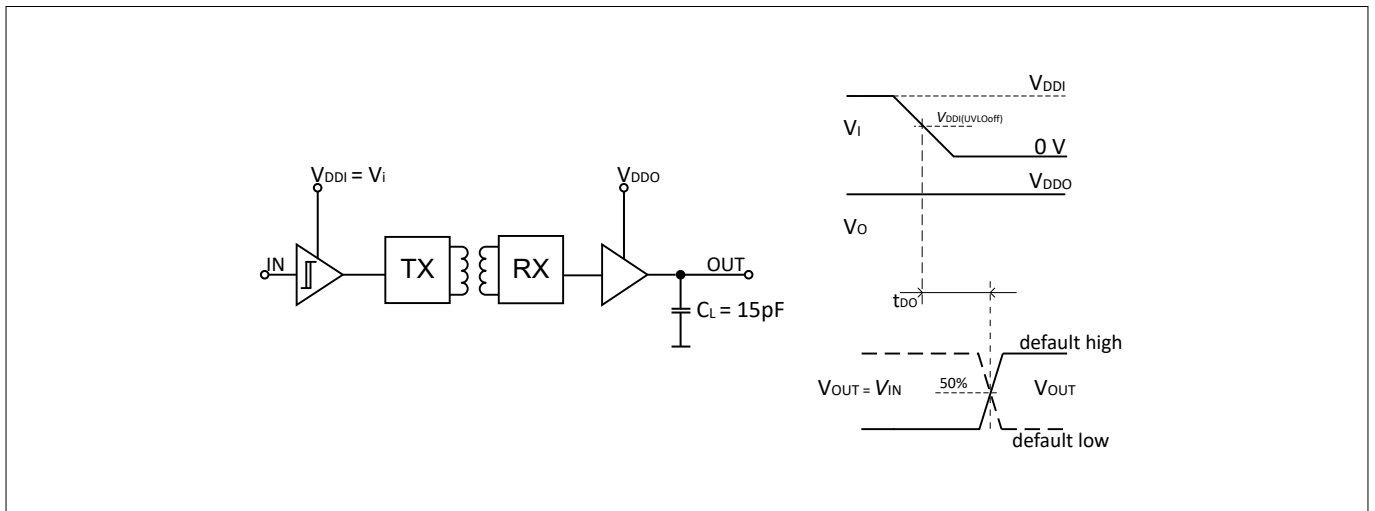 VDDI = Vi
VDDO
IN
TX
RX
OUT
CL = 15pF
VDDI
VDDI(UVLOoff)
VI
0 V
VDDO
VO
tDO
default high
VOUT = VIN
50%
VOUT
default low